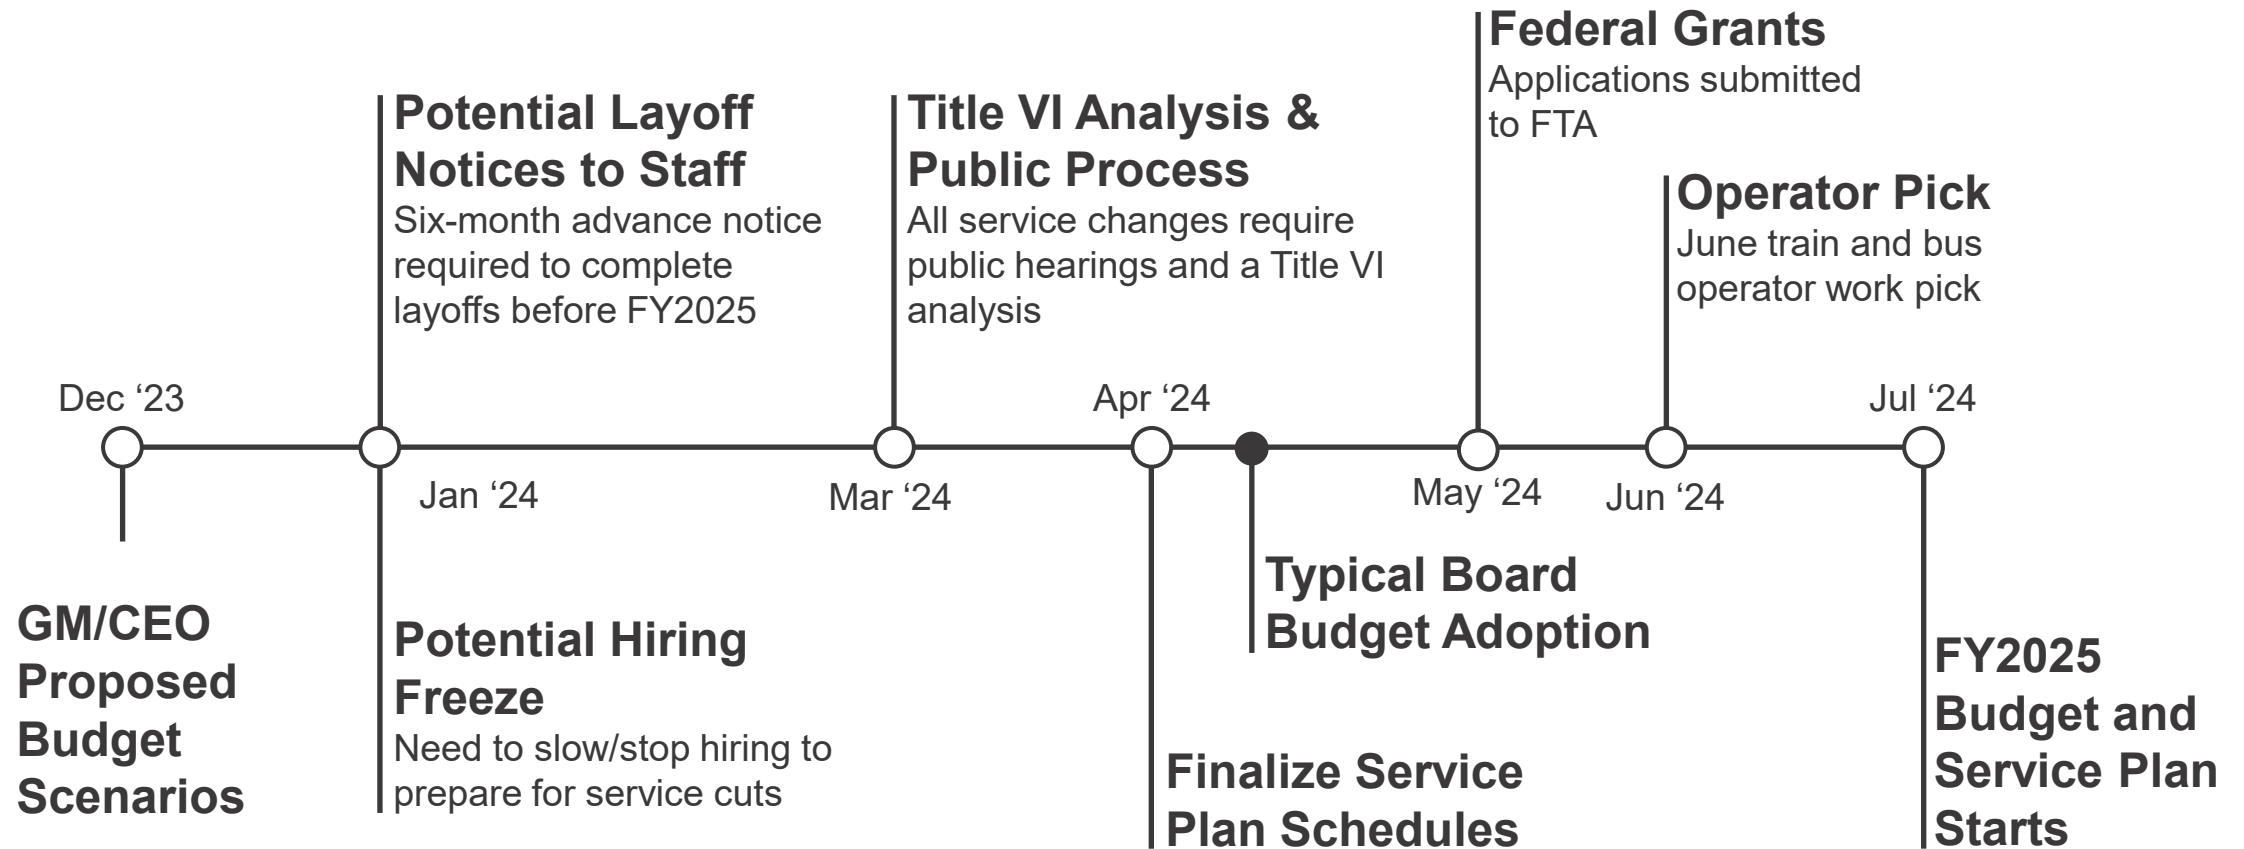 Federal Grants
Applications submitted
to FTA
Potential Layoff
Notices to Staff
Six-month advance notice
required to complete
layoffs before FY2025
Title VI Analysis &
Public Process
All service changes require
public hearings and a Title VI
analysis
Operator Pick
June train and bus
operator work pick
Dec ‘23
Apr ‘24
Jul ‘24
Jan ‘24
Mar ‘24
May ‘24
Jun ‘24
GM/CEO
Proposed
Budget
Scenarios
Potential Hiring
Freeze
Need to slow/stop hiring to
prepare for service cuts
Typical Board
Budget Adoption
Finalize Service
Plan Schedules
FY2025
Budget and
Service Plan
Starts